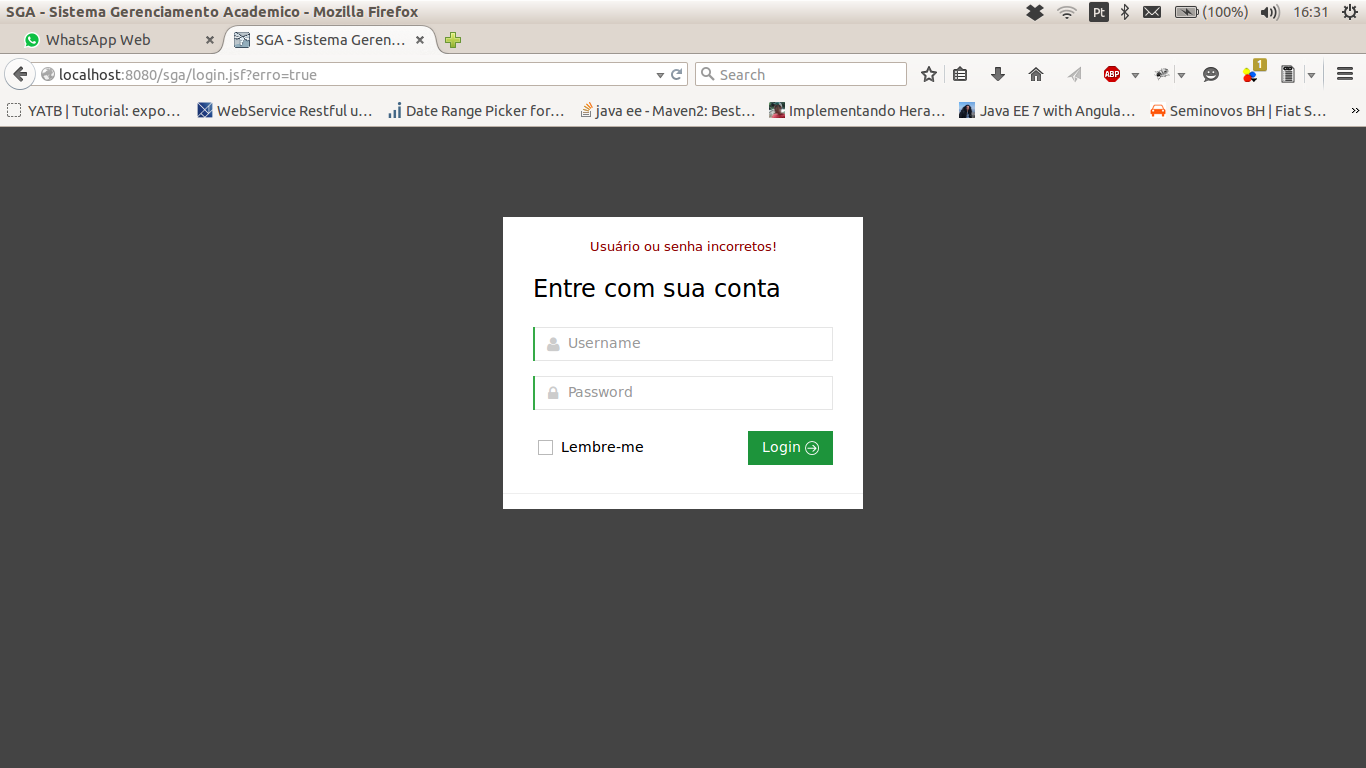 SGA - Sistema Gerenciamento Academico - Mozilla Firefox
Pt (100%) 16:31
WhatsApp Web SGA - Sistema Geren...
localhost:8080/sga/login.jsf?erro=true Search ABP 1
YATB | Tutorial: expo... WebService Restful u... Date Range Picker for... java ee - Maven2: Best... Implementando Hera... Java EE 7 with Angula... Seminovos BH | Fiat S... »
Usuário ou senha incorretos!
Entre com sua conta
Username
Password
Lembre-me Login